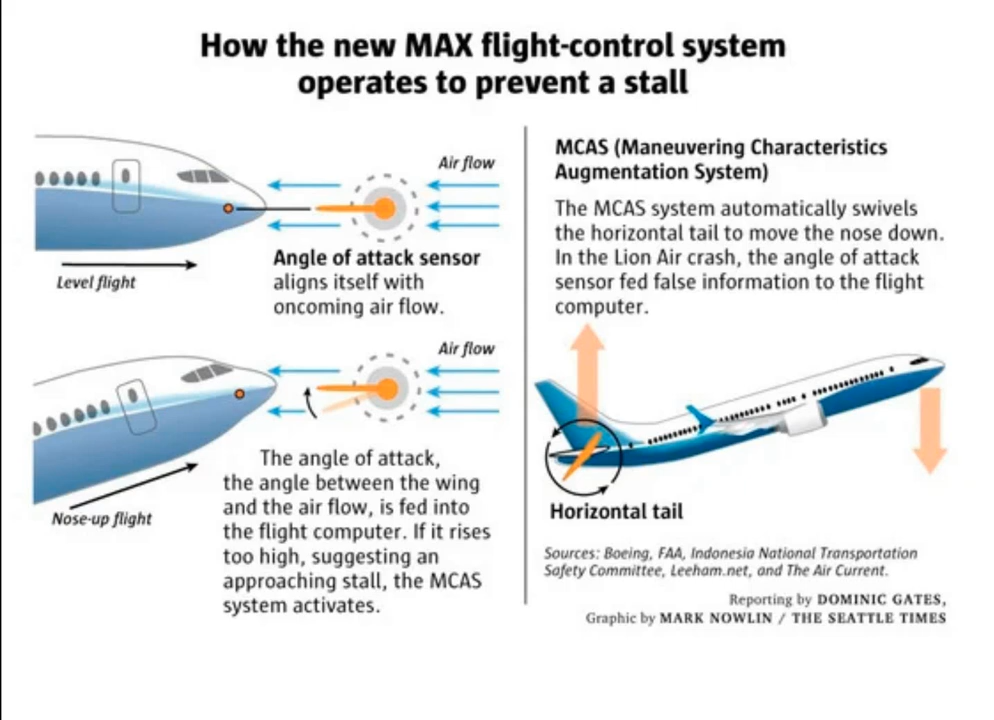 How the new MAX flight-control system
operates to prevent a stall
Air flow
Angle of attack sensor
aligns itself with
oncoming air flow.
Level flight
Air flow
The angle of attack,
the angle between the wing
and the air flow, is fed into
the flight computer. If it rises
too high, suggesting an
approaching stall, the MCAS
system activates.
Nose-up flight
MCAS (Maneuvering Characteristics
Augmentation System)
The MCAS system automatically swivels
the horizontal tail to move the nose down.
In the Lion Air crash, the angle of attack
sensor fed false information to the flight
computer.
Horizontal tail
Sources: Boeing, FAA, Indonesia National Transportation
Safety Committee, Leeham.net, and The Air Current.
Reporting by DOMINIC GATES,
Graphic by MARK NOWLIN / THE SEATTLE TIMES